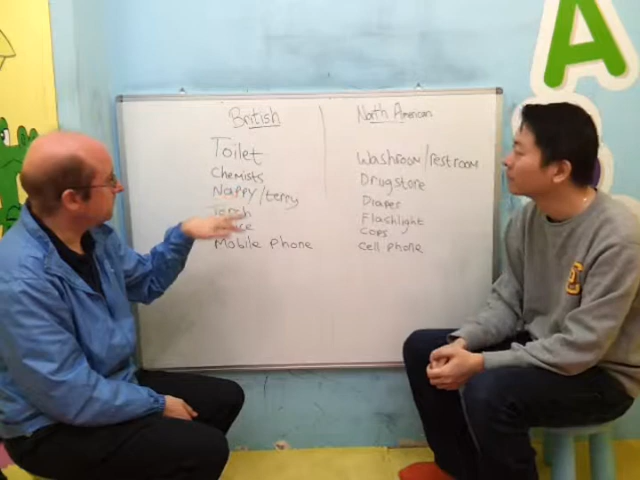 British
North American
Toilet
Washroom/restroom
Chemists
Drugstore
Nappy/terry
Diaper
Torch
Flashlight
Cops
Mobile Phone
Cell Phone
A